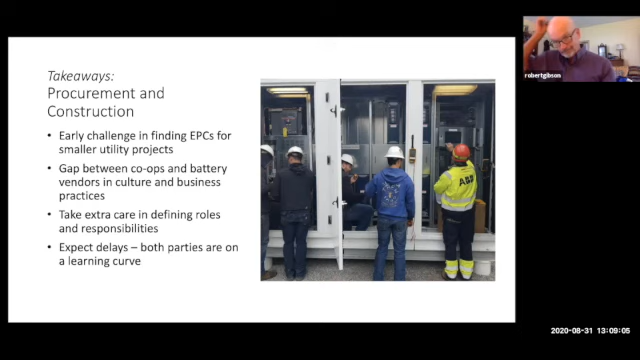 Takeaways:
Procurement and
Construction
• Early challenge in finding EPCs for
smaller utility projects
• Gap between co-ops and battery
vendors in culture and business
practices
• Take extra care in defining roles
and responsibilities
• Expect delays – both parties are on
a learning curve
ABB
robertgibson
2020-08-31 13:09:05